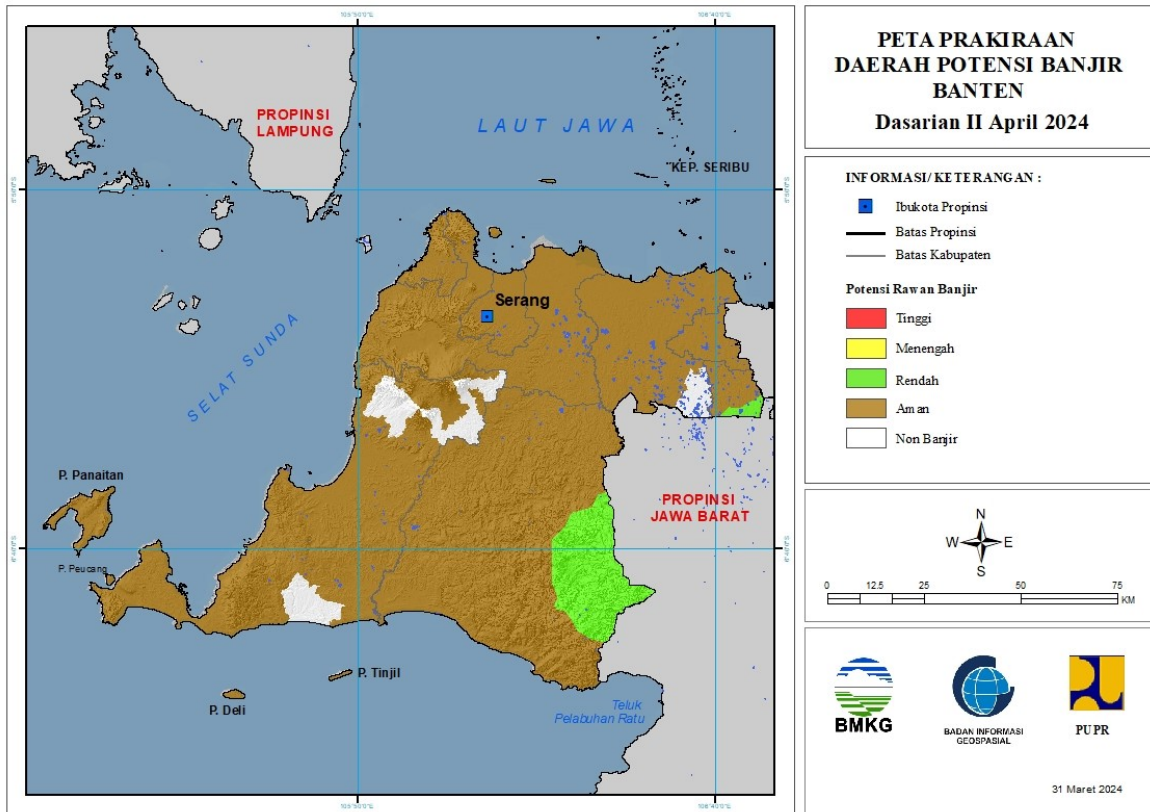 PROPINSI
LAMPUNG
LAUT JAWA
KEP. SERIBU
Serang
SELAT SUNDA
P. Panaitan
PROPINSI
JAWA BARAT
P. Peucang
P. Tinjil
P. Deli
Teluk
Pelabuhan Ratu
PETA PRAKIRAAN
DAERAH POTENSI BANJIR
BANTEN
Dasarian II April 2024
INFORMASI/ KETERANGAN :
Ibukota Propinsi
Batas Propinsi
Batas Kabupaten
Potensi Rawan Banjir
Tinggi
Menengah
Rendah
Aman
Non Banjir
N
W E
S
0 12.5 25 50 75
KM
BMKG
BADAN INFORMASI
GEOSPASIAL
PUPR
31 Maret 2024